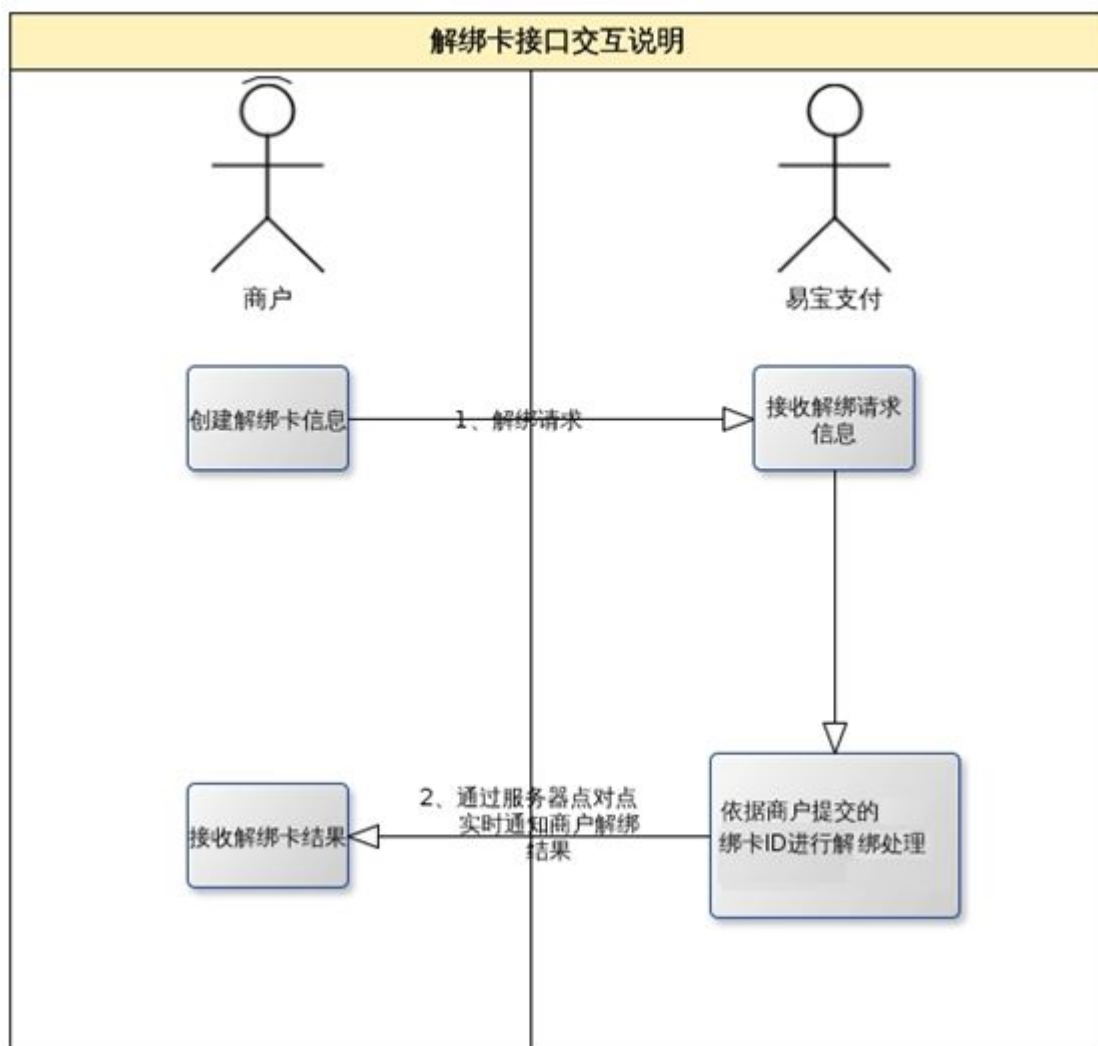 解绑卡接口交互说明
商户
易宝支付
创建解绑卡信息
1、解绑请求
接收解绑请求
信息
2、通过服务器点对点
实时通知商户解绑
结果
接收解绑卡结果
依据商户提交的
绑卡ID进行解 绑处理